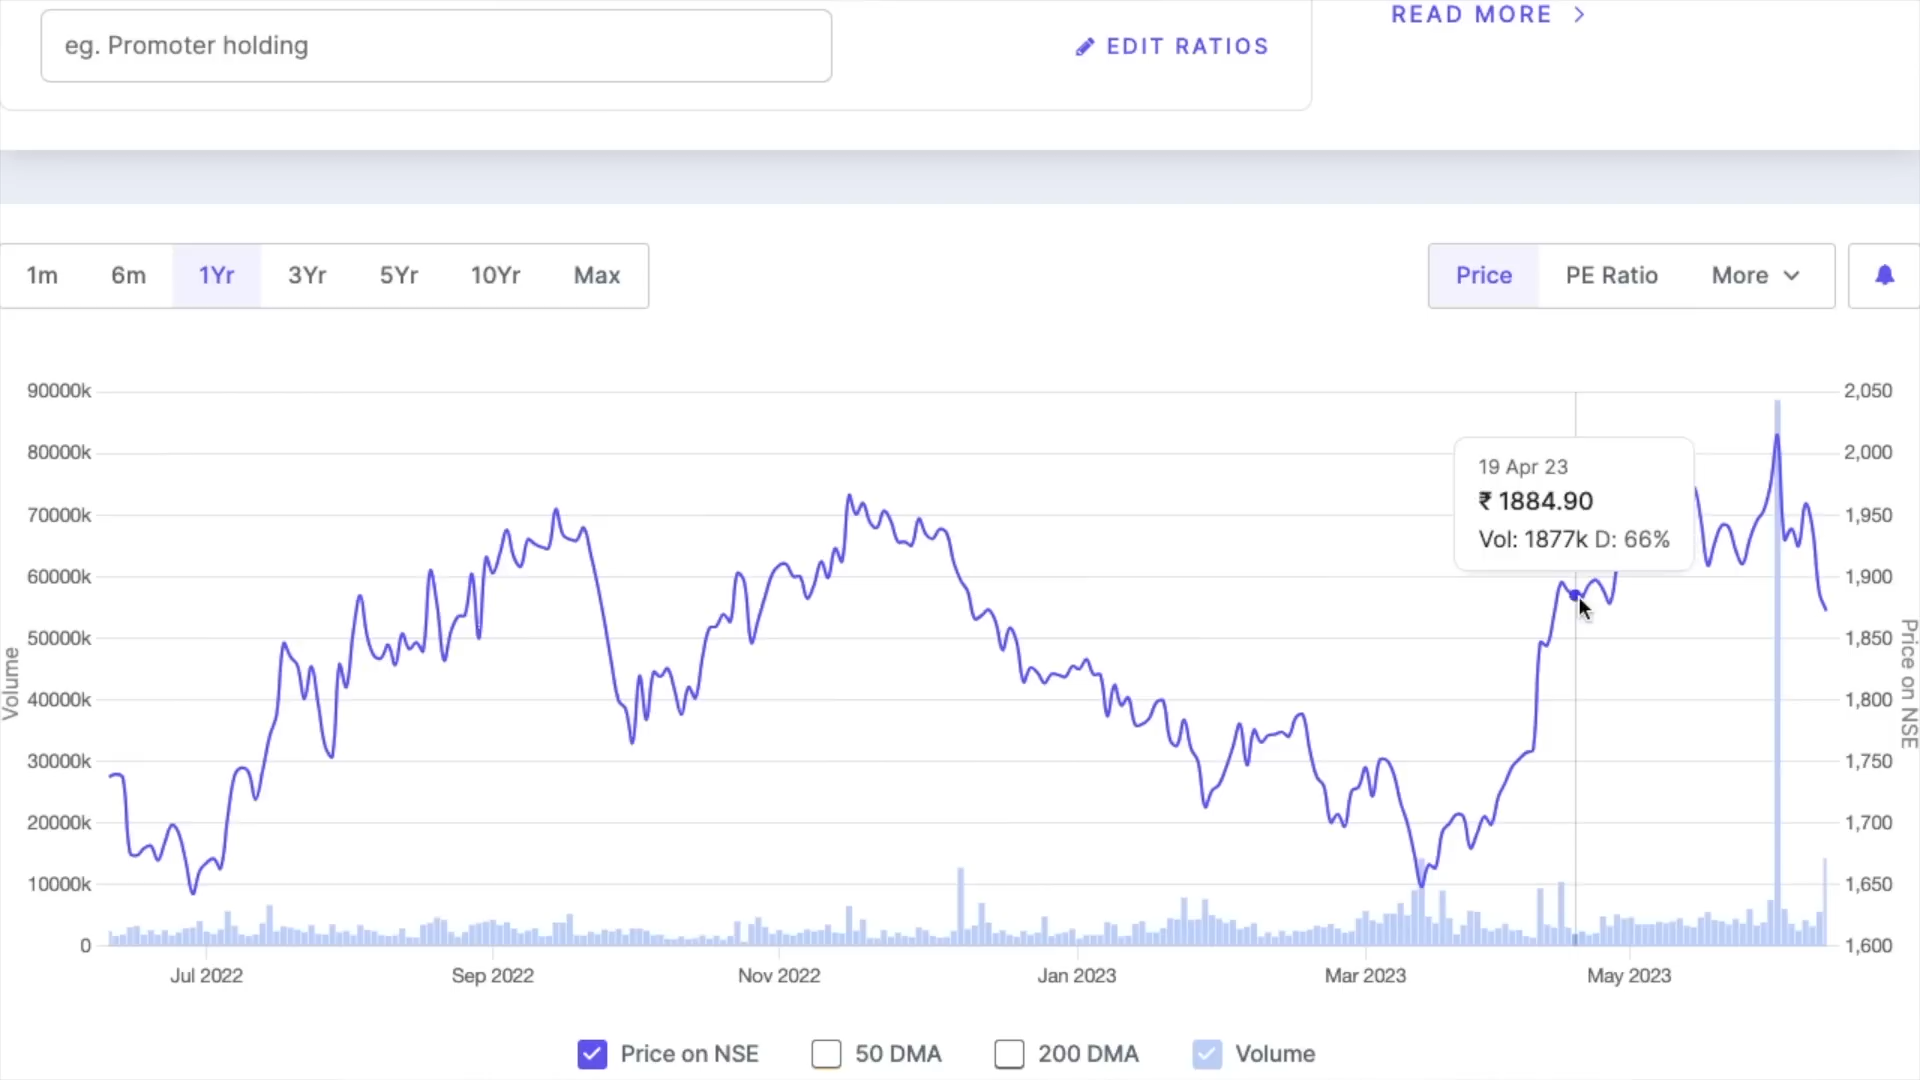 READ MORE
eg. Promoter holding
EDIT RATIOS
1m 6m 1Yr 3Yr 5Yr 10Yr Max
Price PE Ratio More
90000k
80000k
70000k
60000k
50000k
40000k
30000k
20000k
10000k
0
Volume
19 Apr 23
₹ 1884.90
Vol: 1877k D: 66%
2,050
2,000
1,950
1,900
1,850
1,800
1,750
1,700
1,650
1,600
Price on NSE
Jul 2022 Sep 2022 Nov 2022 Jan 2023 Mar 2023 May 2023
Price on NSE 50 DMA 200 DMA Volume